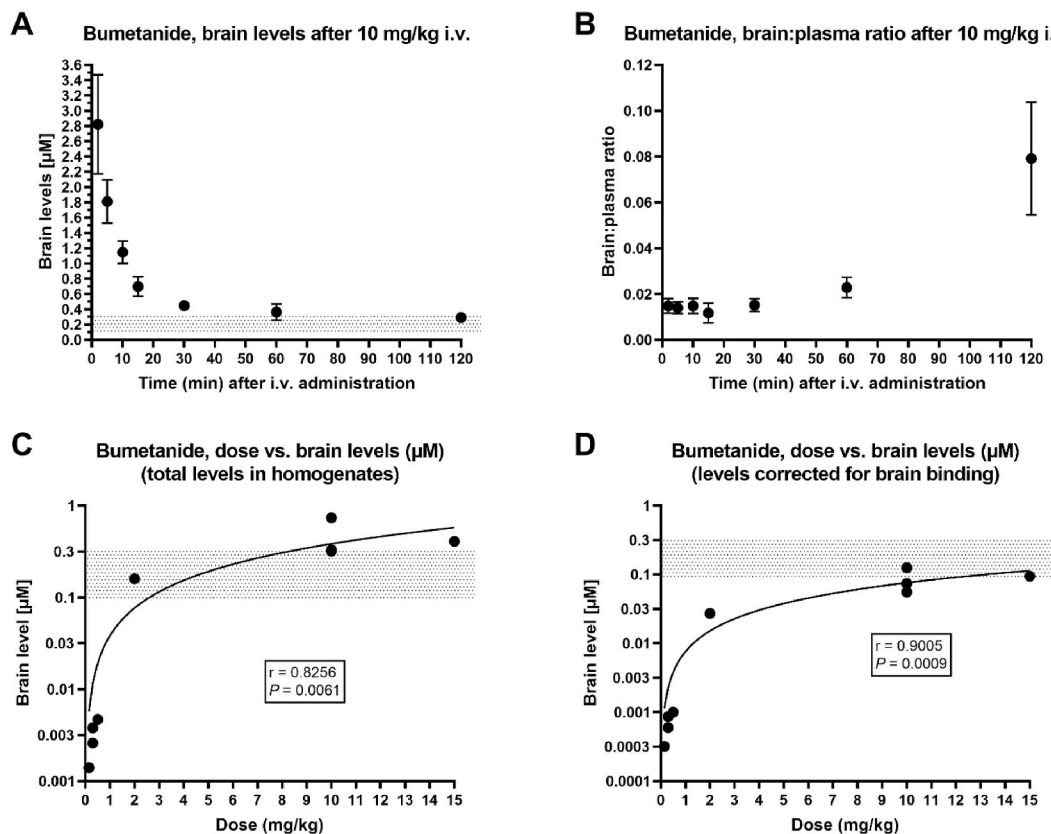 A
Bumetanide, brain levels after 10 mg/kg i.v.
3.6
3.4
3.2
3.0
2.8
2.6
2.4
2.2
2.0
1.8
1.6
1.4
1.2
1.0
0.8
0.6
0.4
0.2
0.0
Brain levels [µM]
0 10 20 30 40 50 60 70 80 90 100 110 120
Time (min) after i.v. administration
B
Bumetanide, brain:plasma ratio after 10 mg/kg i.
0.12
0.10
0.08
0.06
0.04
0.02
0.00
Brain:plasma ratio
0 10 20 30 40 50 60 70 80 90 100 110 120
Time (min) after i.v. administration
C
Bumetanide, dose vs. brain levels (µM)
(total levels in homogenates)
1
0.3
0.1
0.03
0.01
0.003
0.001
Brain level [µM]
r = 0.8256
P = 0.0061
0 1 2 3 4 5 6 7 8 9 10 11 12 13 14 15
Dose (mg/kg)
D
Bumetanide, dose vs. brain levels (µM)
(levels corrected for brain binding)
1
0.3
0.1
0.03
0.01
0.003
0.001
0.0003
0.0001
Brain level [µM]
r = 0.9005
P = 0.0009
0 1 2 3 4 5 6 7 8 9 10 11 12 13 14 15
Dose (mg/kg)